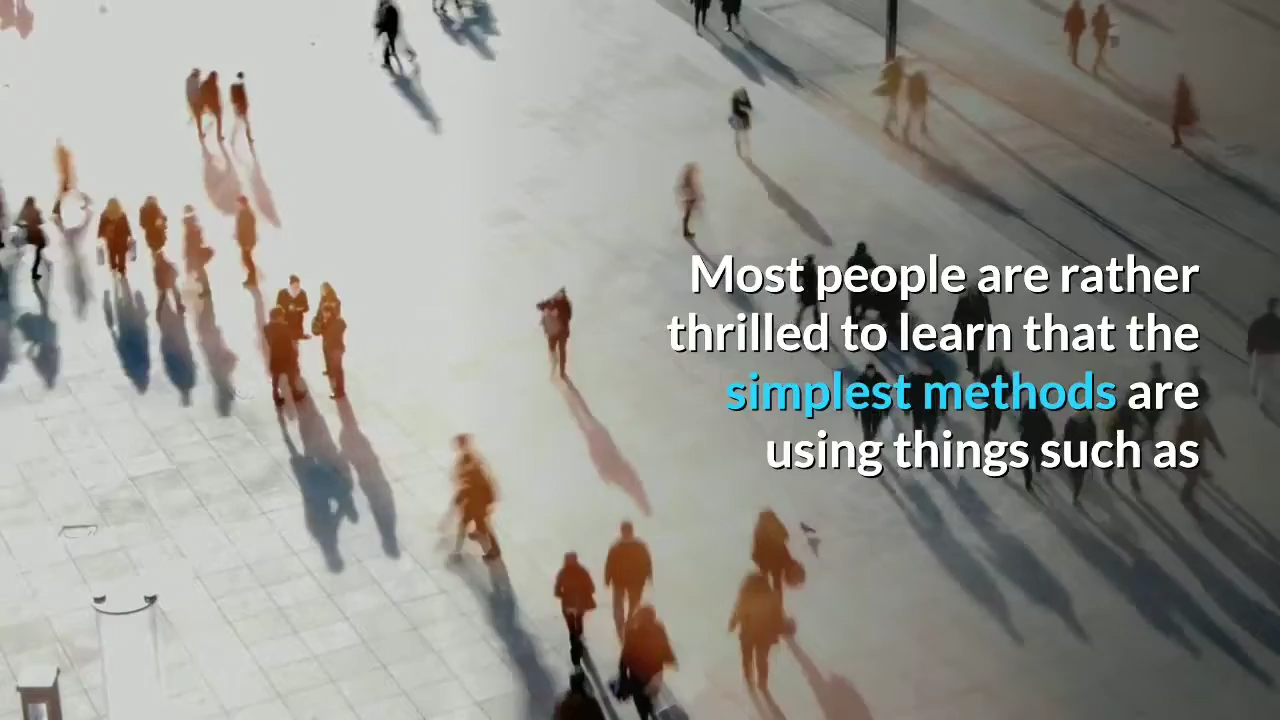 Most people are rather
thrilled to learn that the
simplest methods are
using things such as